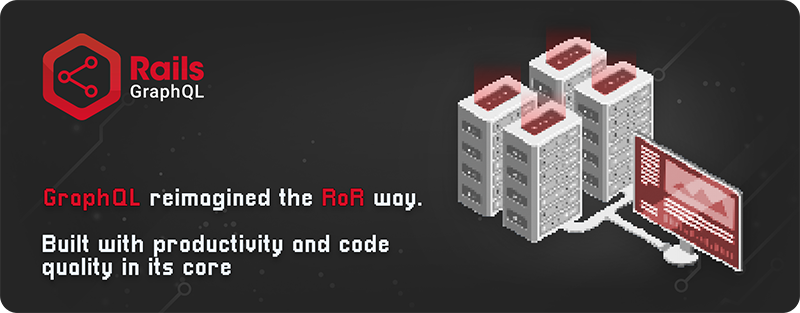 Rails
GraphQL
GraphQL reimagined the RoR way.
Built with productivity and code
quality in its core